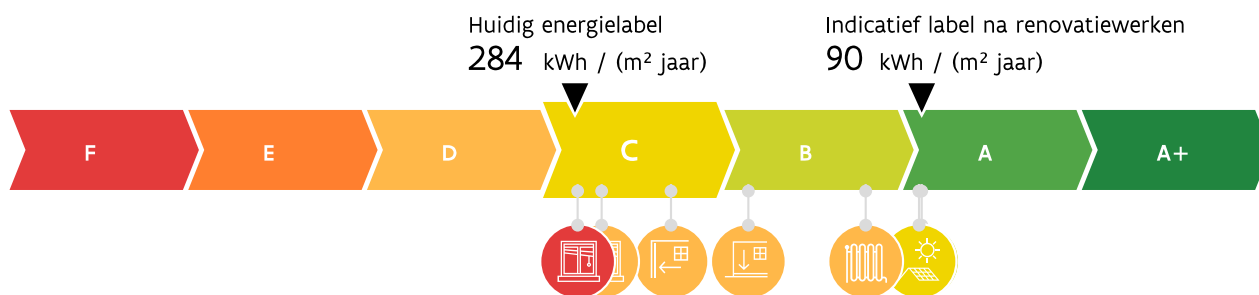 Huidig energielabel
284 kWh / (m² jaar)
Indicatief label na renovatiewerken
90 kWh / (m² jaar)
F E D C B A A+